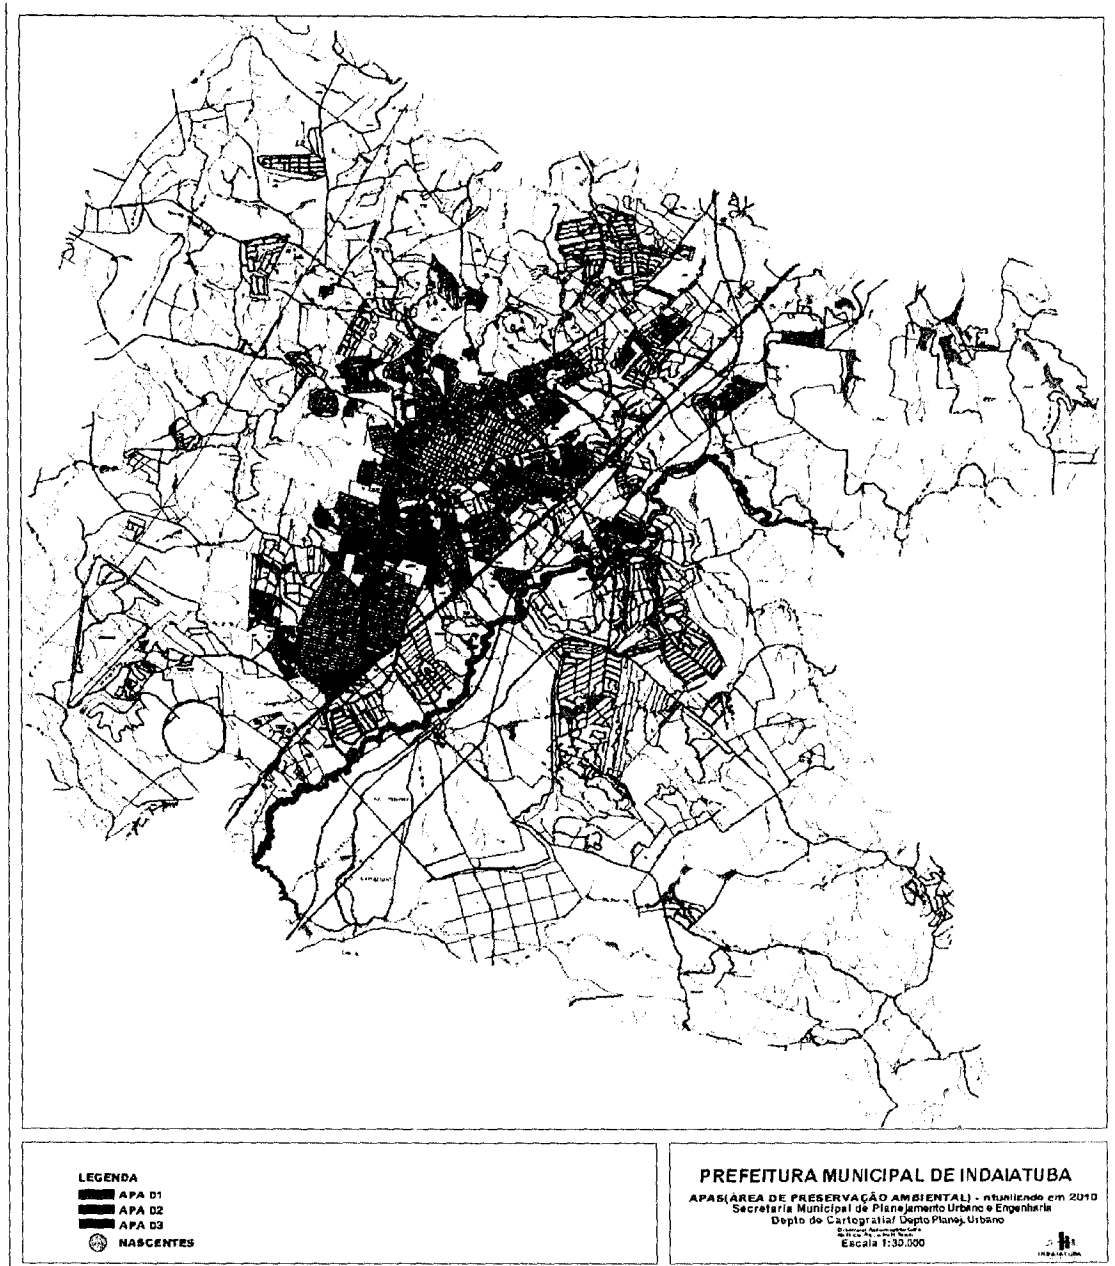 LEGENDA
APA 01
APA 02
APA 03
NASCENTES
PREFEITURA MUNICIPAL DE INDAIATUBA
APAS(ÁREA DE PRESERVAÇÃO AMBIENTAL) - atualizado em 2010
Secretaria Municipal de Planejamento Urbano e Engenharia
Depto de Cartografia/ Depto Planej. Urbano
Escala 1:30.000
INDAIATUBA